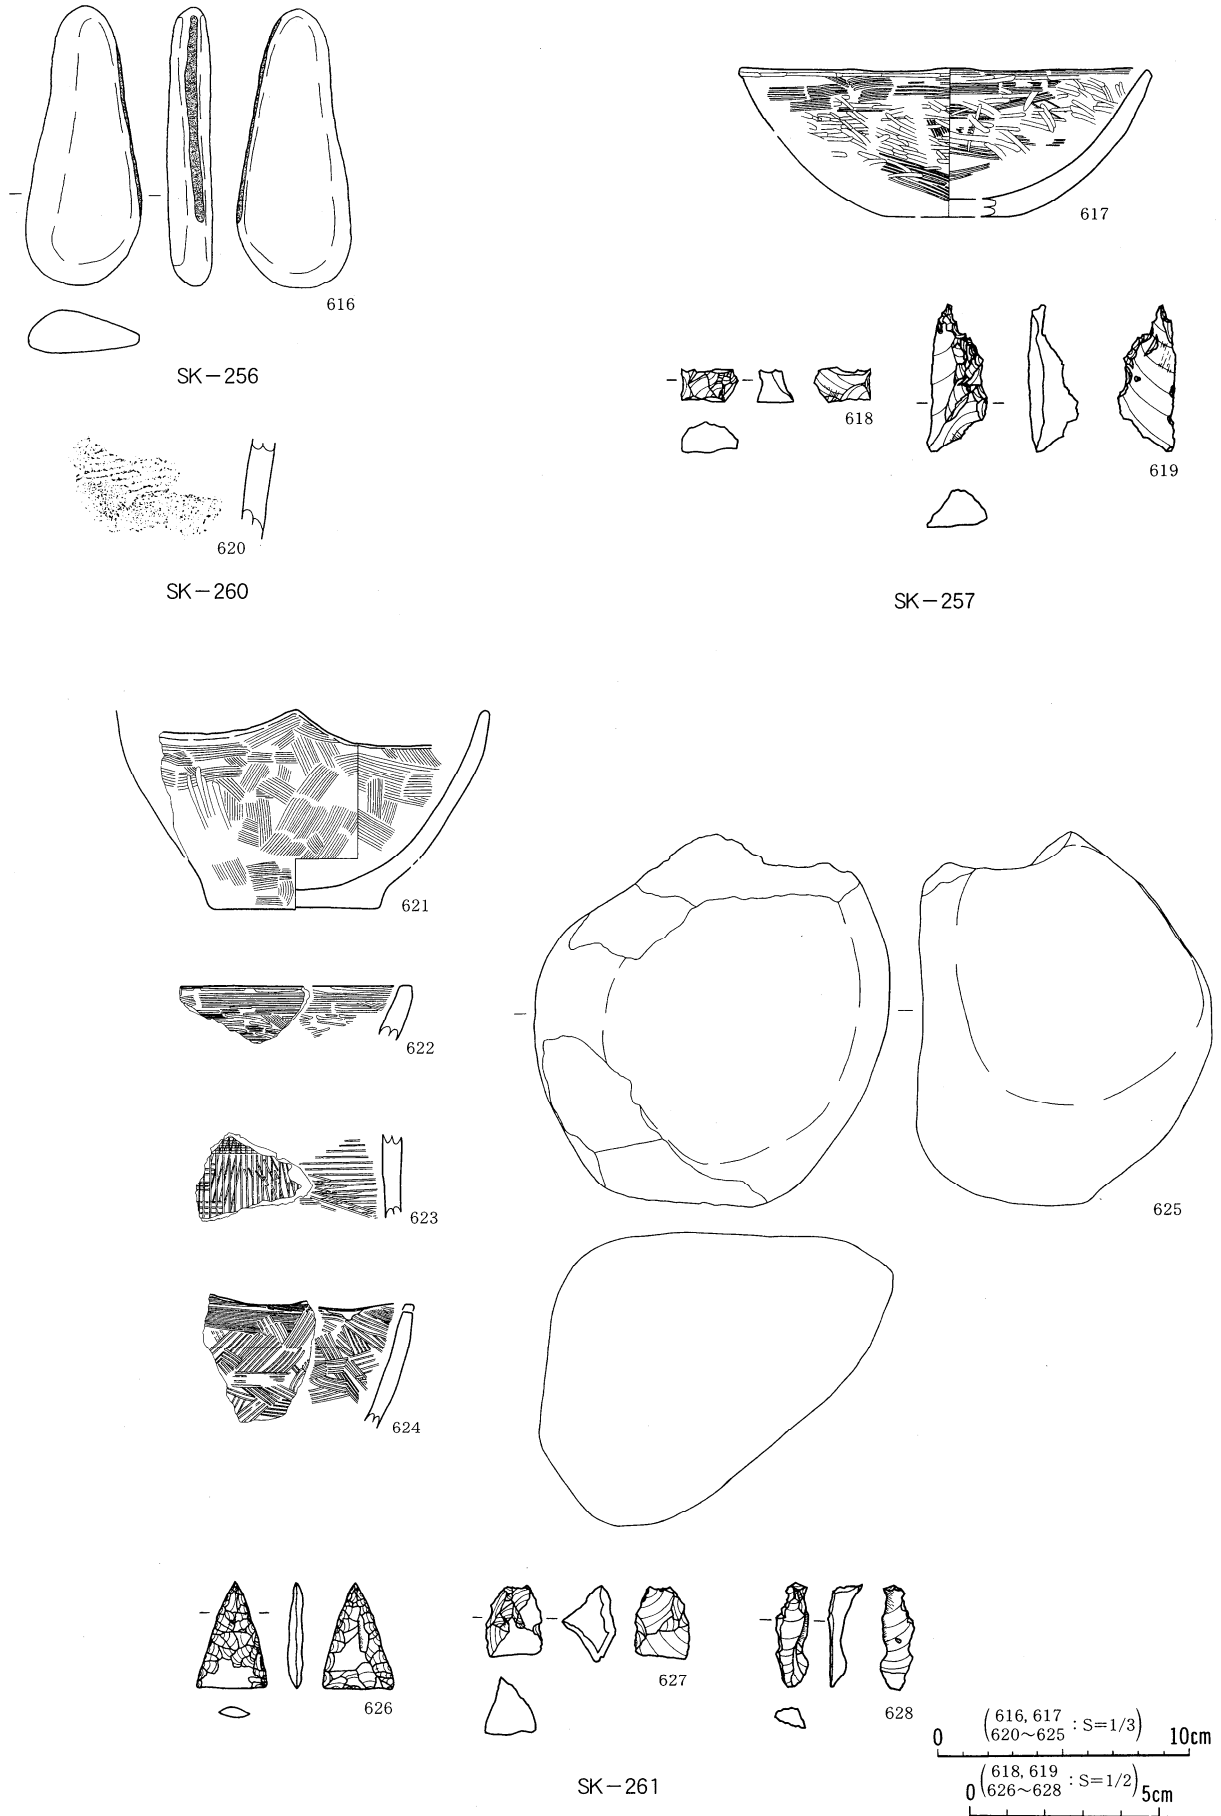 616
SK－256
617
618
619
SK－257
620
SK－260
621
622
623
624
625
626
627
628
SK－261
(616, 617
620～625 : S=1/3)
0 10cm
(618, 619
626～628 : S=1/2)
0 5cm